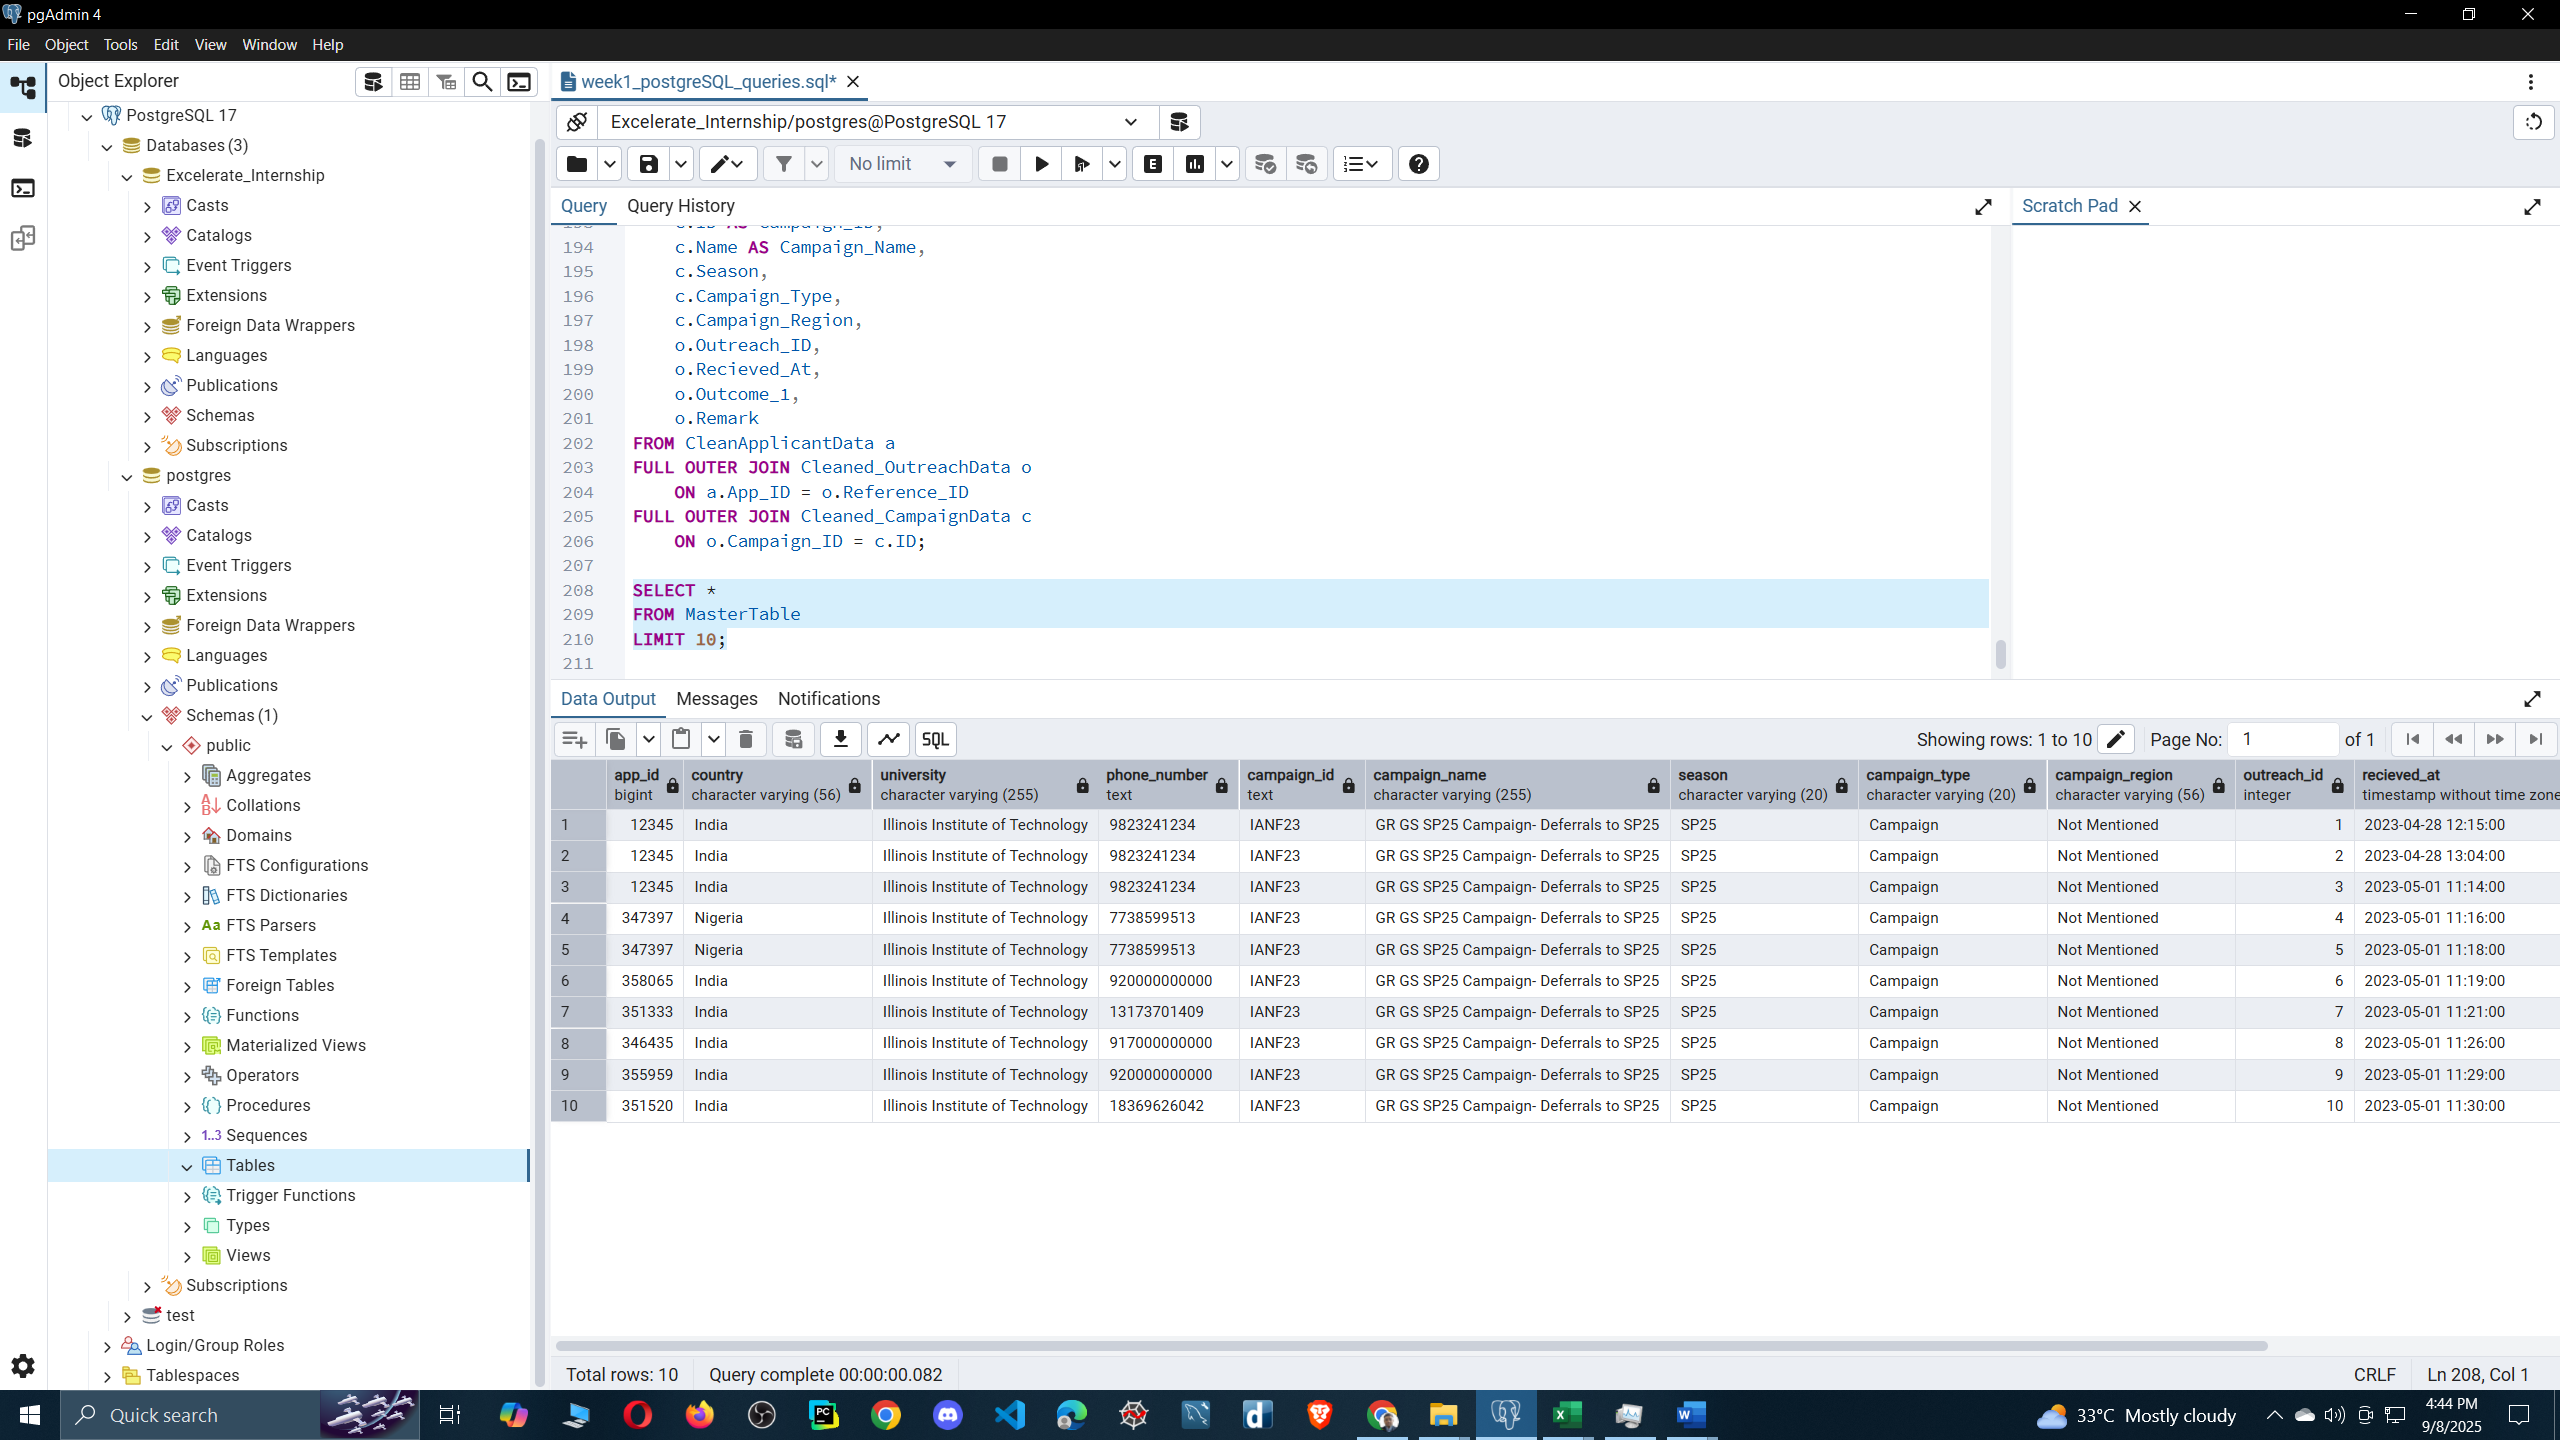 pgAdmin 4
File Object Tools Edit View Window Help
Object Explorer
PostgreSQL 17
Databases (3)
Excelerate_Internship
Casts
Catalogs
Event Triggers
Extensions
Foreign Data Wrappers
Languages
Publications
Schemas
Subscriptions
postgres
Casts
Catalogs
Event Triggers
Extensions
Foreign Data Wrappers
Languages
Publications
Schemas (1)
public
Aggregates
Collations
Domains
FTS Configurations
FTS Dictionaries
FTS Parsers
FTS Templates
Foreign Tables
Functions
Materialized Views
Operators
Procedures
1..3 Sequences
Tables
Trigger Functions
Types
Views
Subscriptions
test
Login/Group Roles
Tablespaces
week1_postgreSQL_queries.sql*
Excelerate_Internship/postgres@PostgreSQL 17
No limit
Query Query History
Scratch Pad
193 c.ID AS Campaign_ID,
194 c.Name AS Campaign_Name,
195 c.Season,
196 c.Campaign_Type,
197 c.Campaign_Region,
198 o.Outreach_ID,
199 o.Recieved_At,
200 o.Outcome_1,
201 o.Remark
202 FROM CleanApplicantData a
203 FULL OUTER JOIN Cleaned_OutreachData o
204 ON a.App_ID = o.Reference_ID
205 FULL OUTER JOIN Cleaned_CampaignData c
206 ON o.Campaign_ID = c.ID;
207
208 SELECT *
209 FROM MasterTable
210 LIMIT 10;
211
Data Output Messages Notifications
SQL Showing rows: 1 to 10 Page No: 1 of 1
app_id country university phone_number campaign_id campaign_name season campaign_type campaign_region outreach_id recieved_at
bigint character varying (56) character varying (255) text text character varying (255) character varying (20) character varying (20) character varying (56) integer timestamp without time zone
1 12345 India Illinois Institute of Technology 9823241234 IANF23 GR GS SP25 Campaign- Deferrals to SP25 SP25 Campaign Not Mentioned 1 2023-04-28 12:15:00
2 12345 India Illinois Institute of Technology 9823241234 IANF23 GR GS SP25 Campaign- Deferrals to SP25 SP25 Campaign Not Mentioned 2 2023-04-28 13:04:00
3 12345 India Illinois Institute of Technology 9823241234 IANF23 GR GS SP25 Campaign- Deferrals to SP25 SP25 Campaign Not Mentioned 3 2023-05-01 11:14:00
4 347397 Nigeria Illinois Institute of Technology 7738599513 IANF23 GR GS SP25 Campaign- Deferrals to SP25 SP25 Campaign Not Mentioned 4 2023-05-01 11:16:00
5 347397 Nigeria Illinois Institute of Technology 7738599513 IANF23 GR GS SP25 Campaign- Deferrals to SP25 SP25 Campaign Not Mentioned 5 2023-05-01 11:18:00
6 358065 India Illinois Institute of Technology 920000000000 IANF23 GR GS SP25 Campaign- Deferrals to SP25 SP25 Campaign Not Mentioned 6 2023-05-01 11:19:00
7 351333 India Illinois Institute of Technology 13173701409 IANF23 GR GS SP25 Campaign- Deferrals to SP25 SP25 Campaign Not Mentioned 7 2023-05-01 11:21:00
8 346435 India Illinois Institute of Technology 917000000000 IANF23 GR GS SP25 Campaign- Deferrals to SP25 SP25 Campaign Not Mentioned 8 2023-05-01 11:26:00
9 355959 India Illinois Institute of Technology 920000000000 IANF23 GR GS SP25 Campaign- Deferrals to SP25 SP25 Campaign Not Mentioned 9 2023-05-01 11:29:00
10 351520 India Illinois Institute of Technology 18369626042 IANF23 GR GS SP25 Campaign- Deferrals to SP25 SP25 Campaign Not Mentioned 10 2023-05-01 11:30:00
Total rows: 10 Query complete 00:00:00.082 CRLF Ln 208, Col 1
Quick search
33°C Mostly cloudy
4:44 PM
9/8/2025